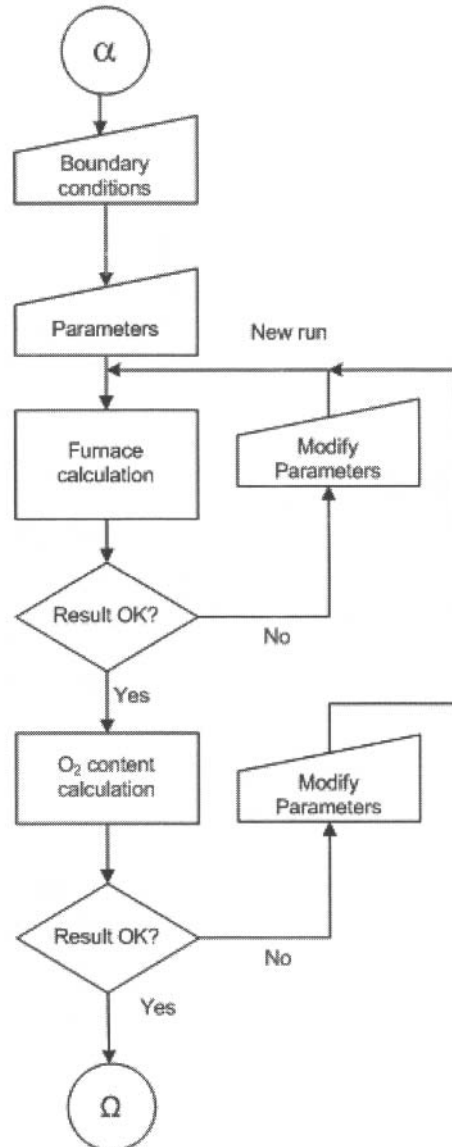 α
Boundary
conditions
Parameters
New run
Furnace
calculation
Modify
Parameters
Result OK?
No
Yes
O₂ content
calculation
Modify
Parameters
Result OK?
No
Yes
Ω